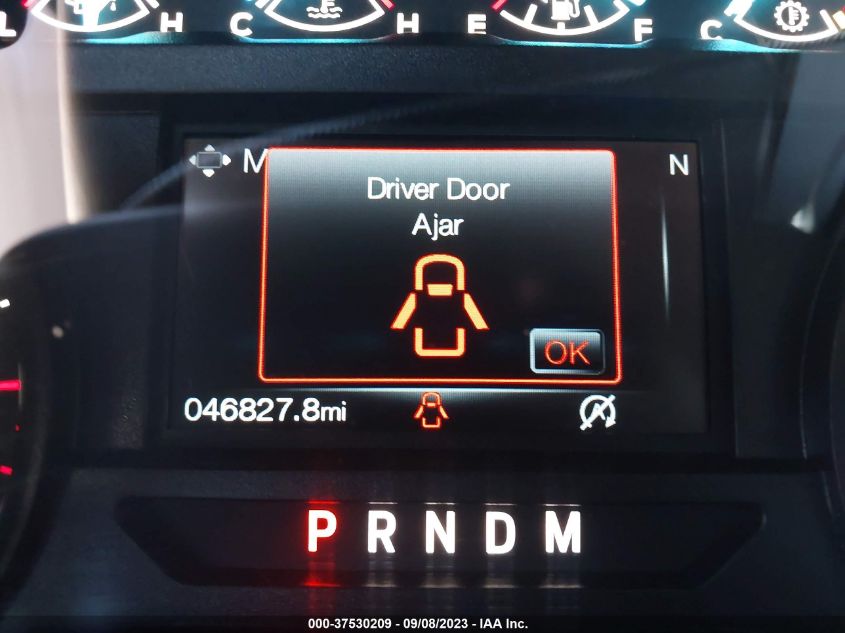 L H C H E F C
M N
Driver Door
Ajar
OK
046827.8mi
P R N D M
000-37530209 - 09/08/2023 - IAA Inc.